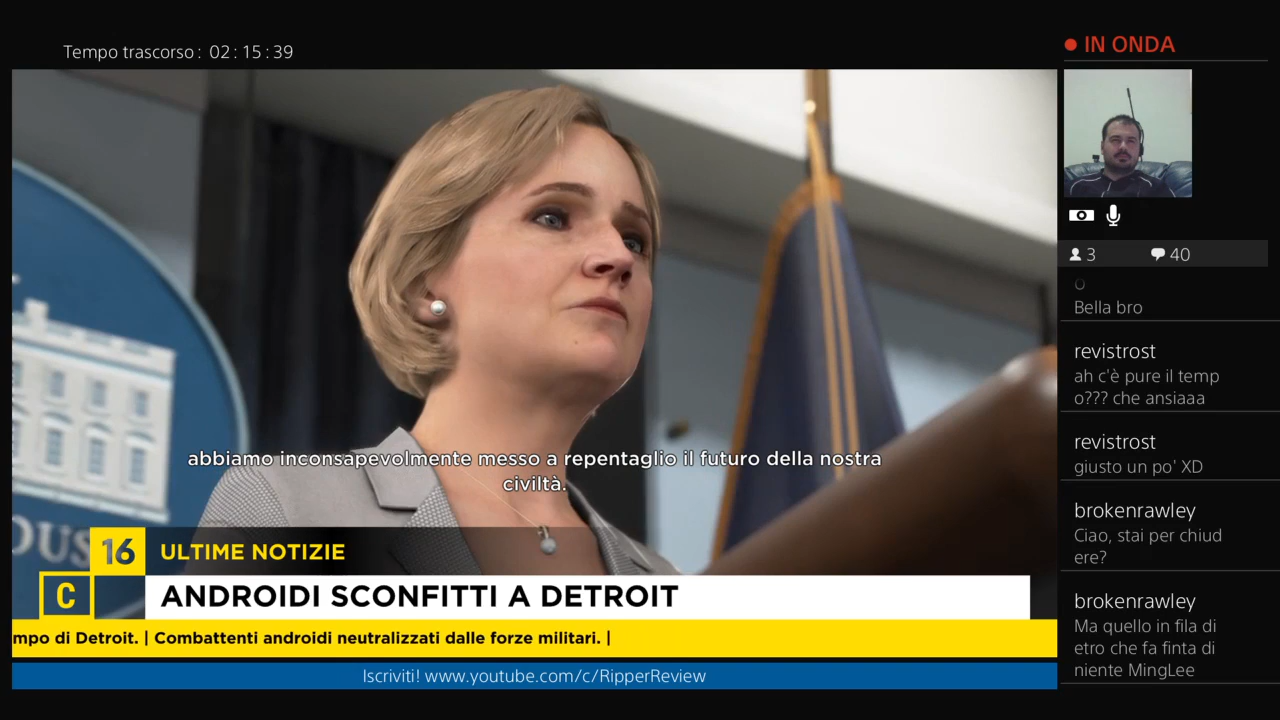 Tempo trascorso: 02:15:39
IN ONDA
3
40
Bella bro
revistrost
ah c'è pure il temp
o??? che ansiaaa
revistrost
giusto un po' XD
brokenrawley
Ciao, stai per chiud
ere?
brokenrawley
Ma quello in fila di
etro che fa finta di
niente MingLee
abbiamo inconsapevolmente messo a repentaglio il futuro della nostra
civiltà.
OUS
16
ULTIME NOTIZIE
C
ANDROIDI SCONFITTI A DETROIT
mpo di Detroit. | Combattenti androidi neutralizzati dalle forze militari. |
Iscriviti! www.youtube.com/c/RipperReview